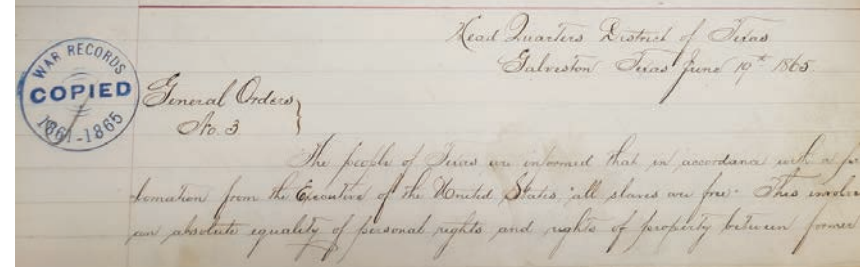 Head Quarters District of Texas
Galveston Texas June 19th 1865.
WAR RECORDS
COPIED
1861-1865
General Orders
No. 3
The people of Texas are informed that in accordance with a
lamation from the Executive of the United States "all slaves are free." This involve
an absolute equality of personal rights and rights of property between former